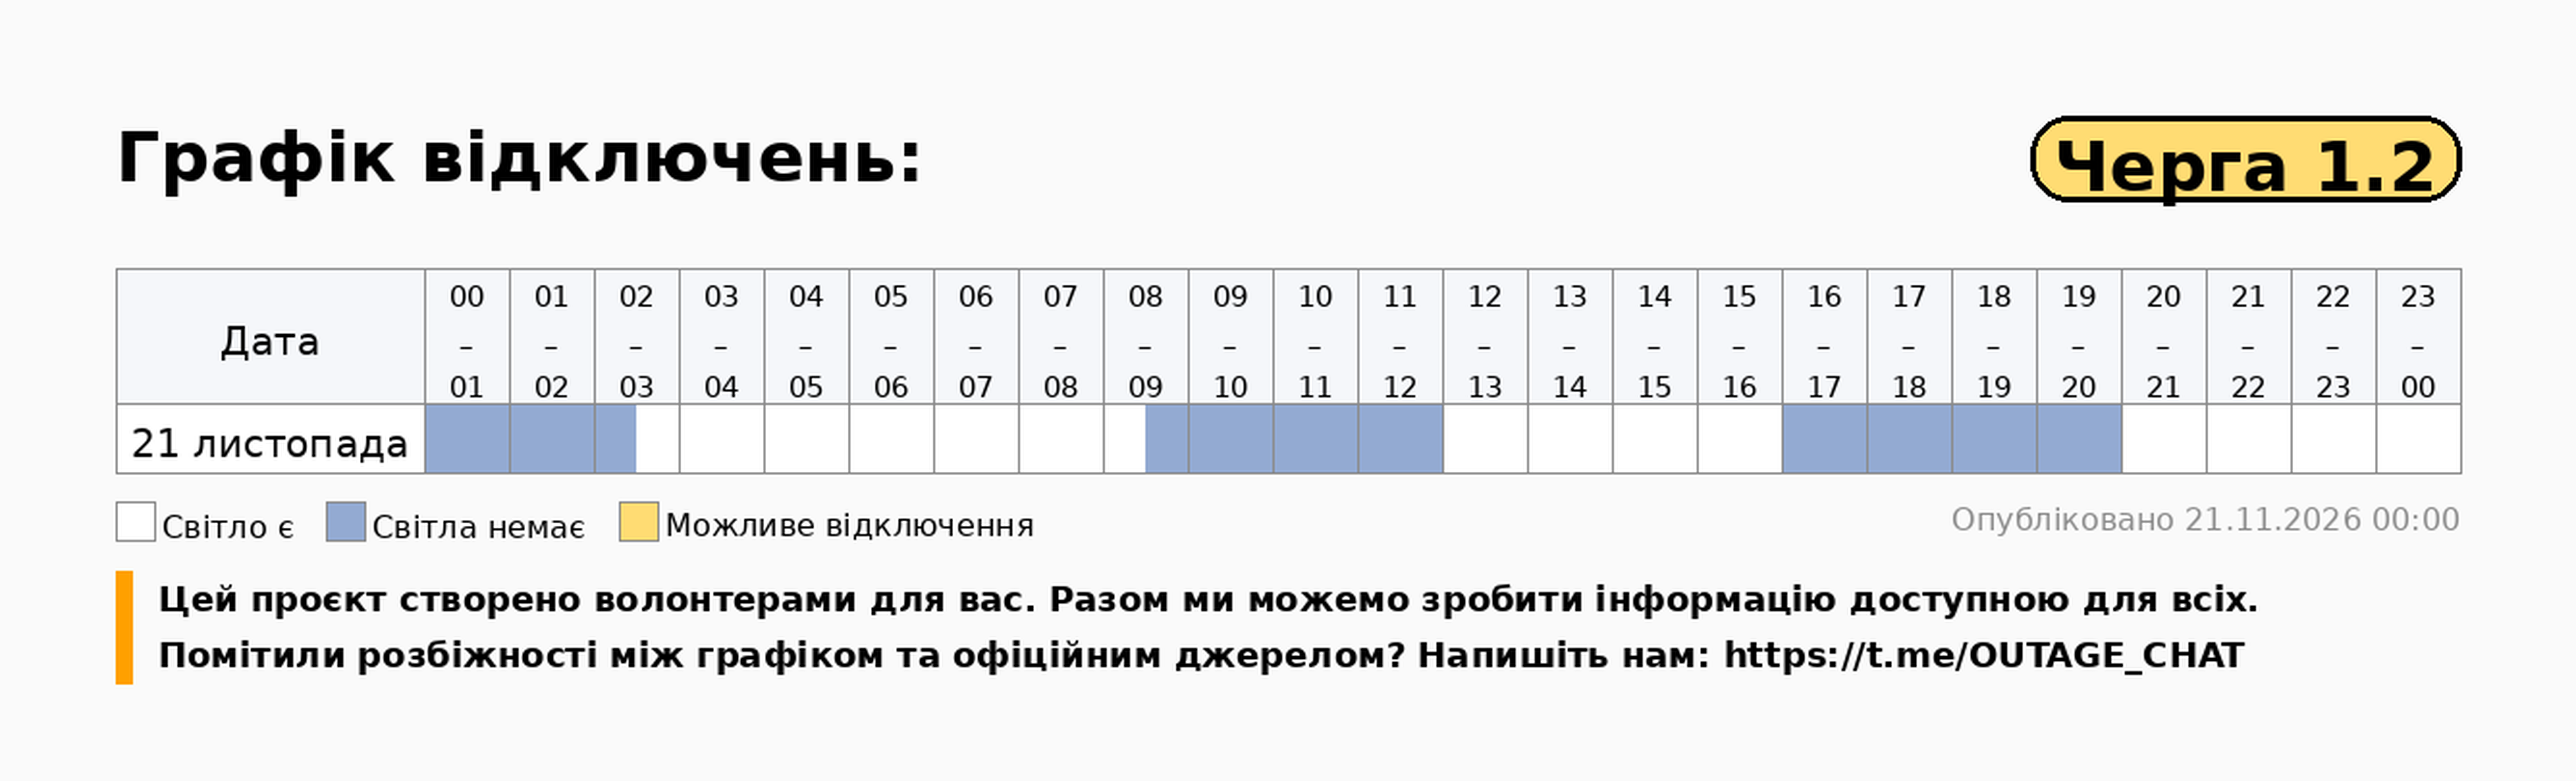 Графік відключень:
Черга 1.2
Дата
00 – 01
01 – 02
02 – 03
03 – 04
04 – 05
05 – 06
06 – 07
07 – 08
08 – 09
09 – 10
10 – 11
11 – 12
12 – 13
13 – 14
14 – 15
15 – 16
16 – 17
17 – 18
18 – 19
19 – 20
20 – 21
21 – 22
22 – 23
23 – 00
21 листопада
Світло є
Світла немає
Можливе відключення
Опубліковано 21.11.2026 00:00
Цей проєкт створено волонтерами для вас. Разом ми можемо зробити інформацію доступною для всіх.
Помітили розбіжності між графіком та офіційним джерелом? Напишіть нам: https://t.me/OUTAGE_CHAT